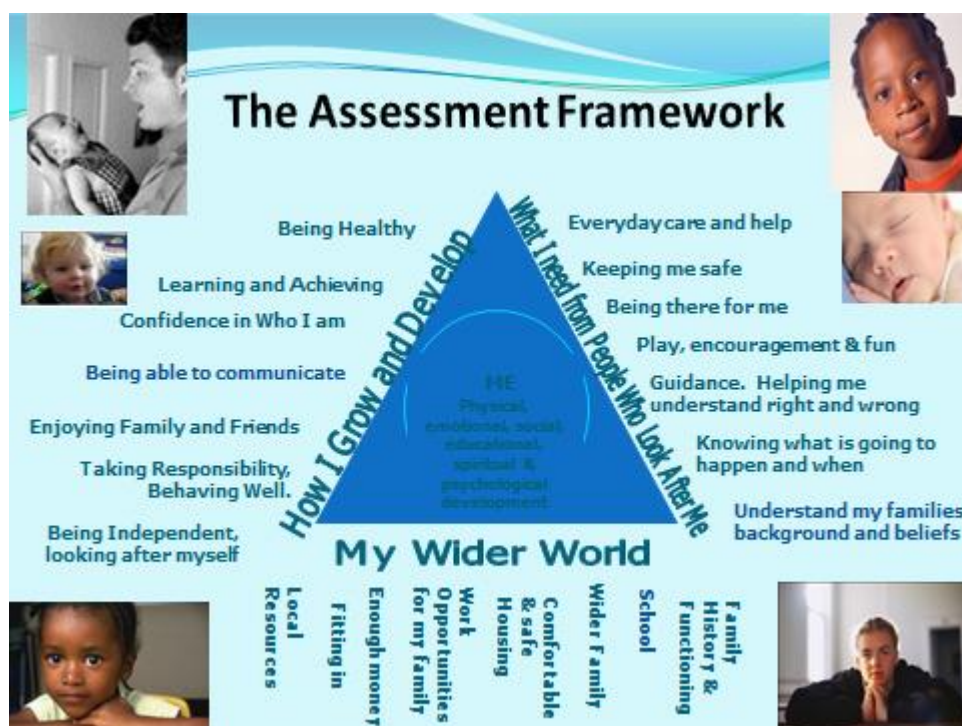 The Assessment Framework
Being Healthy
Learning and Achieving
Confidence in Who I am
Being able to communicate
Enjoying Family and Friends
Taking Responsibility,
Behaving Well.
Being Independent,
looking after myself
How I Grow and Develop
What I need from People Who Look After Me
Everyday care and help
Keeping me safe
Being there for me
Play, encouragement & fun
Guidance.  Helping me
understand right and wrong
Knowing what is going to
happen and when
Understand my families
background and beliefs
ME
Physical,
emotional, social,
educational,
spiritual &
psychological
development
My Wider World
Local
Resources
Fitting in
Enough money
Work
Opportunities
for my family
Comfortable
& safe
Housing
Wider Family
School
Family
History &
Functioning